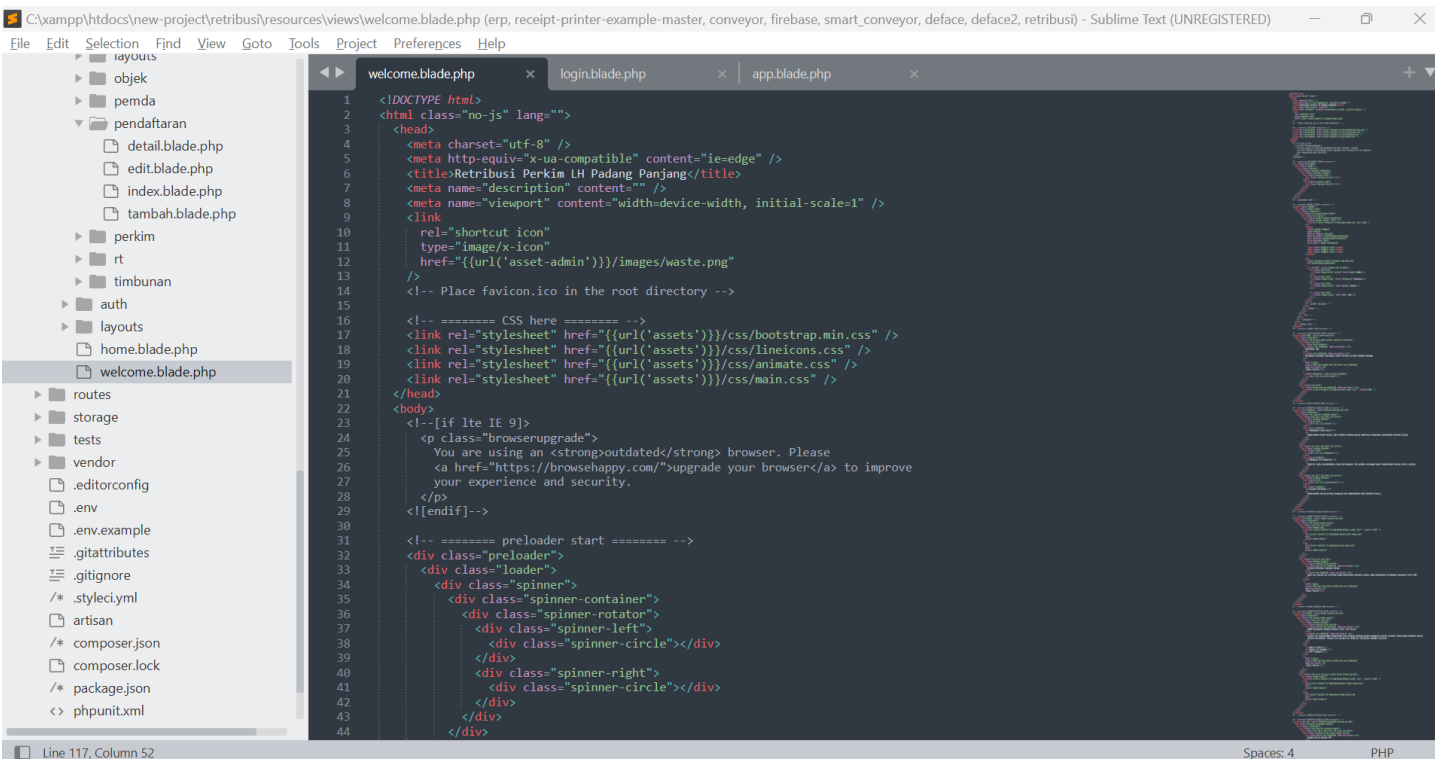 C:\xampp\htdocs\new-project\retribusi\resources\views\welcome.blade.php (erp, receipt-printer-example-master, conveyor, firebase, smart_conveyor, deface, deface2, retribusi) - Sublime Text (UNREGISTERED)
File Edit Selection Find View Goto Tools Project Preferences Help
layouts
objek
pemda
pendaftaran
detail.blade.php
edit.blade.php
index.blade.php
tambah.blade.php
perkim
rt
timbunan
auth
layouts
home.blade.php
welcome.blade.php
routes
storage
tests
vendor
.editorconfig
.env
.env.example
.gitattributes
.gitignore
/* .styleci.yml
artisan
/* composer.json
composer.lock
/* package.json
<> phpunit.xml
welcome.blade.php × login.blade.php × app.blade.php ×
1 <!DOCTYPE html>
2 <html class="no-js" lang="">
3 <head>
4 <meta charset="utf-8" />
5 <meta http-equiv="x-ua-compatible" content="ie=edge" />
6 <title>Retribusi Perkim LH Padang Panjang</title>
7 <meta name="description" content="" />
8 <meta name="viewport" content="width=device-width, initial-scale=1" />
9 <link
10 rel="shortcut icon"
11 type="image/x-icon"
12 href="{{url('asset-admin')}}/images/waste.png"
13 />
14 <!-- Place favicon.ico in the root directory -->
15
16 <!-- ======== CSS here ======== -->
17 <link rel="stylesheet" href="{{url('assets')}}/css/bootstrap.min.css" />
18 <link rel="stylesheet" href="{{url('assets')}}/css/lineicons.css" />
19 <link rel="stylesheet" href="{{url('assets')}}/css/animate.css" />
20 <link rel="stylesheet" href="{{url('assets')}}/css/main.css" />
21 </head>
22 <body>
23 <!--[if lte IE 9]>
24 <p class="browserupgrade">
25 You are using an <strong>outdated</strong> browser. Please
26 <a href="https://browsehappy.com/">upgrade your browser</a> to improve
27 your experience and security.
28 </p>
29 <![endif]-->
30
31 <!-- ======== preloader start ======== -->
32 <div class="preloader">
33 <div class="loader">
34 <div class="spinner">
35 <div class="spinner-container">
36 <div class="spinner-rotator">
37 <div class="spinner-left">
38 <div class="spinner-circle"></div>
39 </div>
40 <div class="spinner-right">
41 <div class="spinner-circle"></div>
42 </div>
43 </div>
44 </div>
Line 117, Column 52
Spaces: 4 PHP